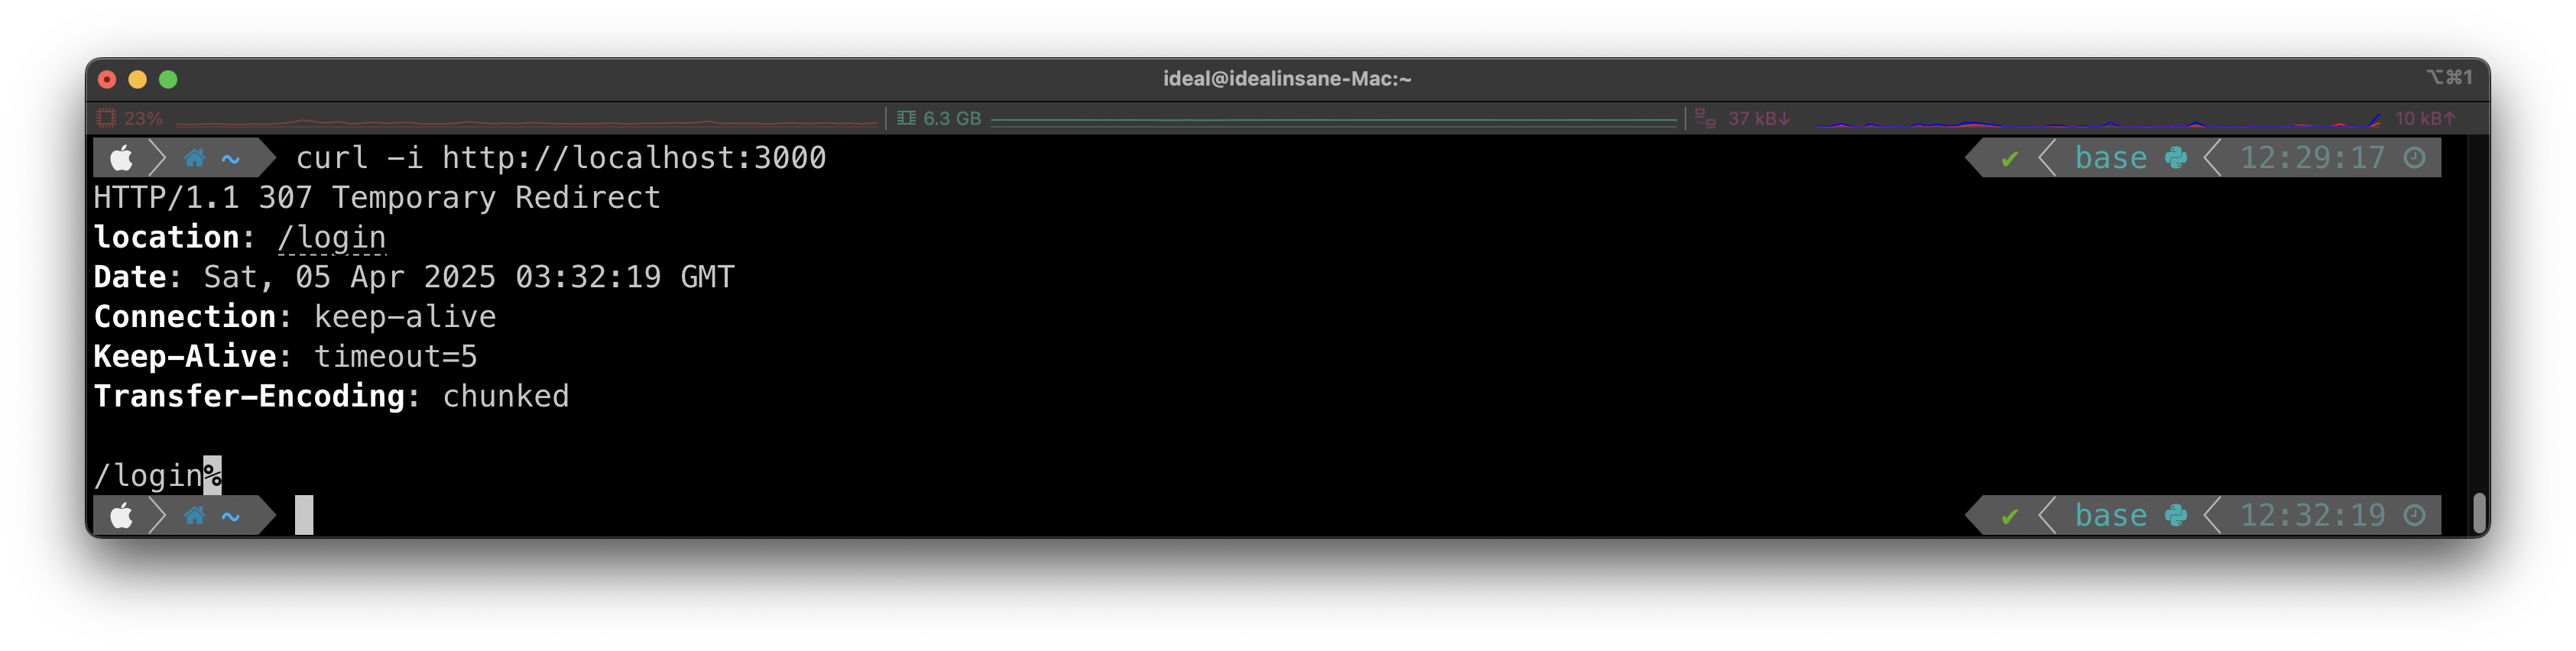 ideal@idealinsane-Mac:~
⌥⌘1
23%
6.3 GB
37 kB↓
10 kB↑
~ curl -i http://localhost:3000
✔ base 12:29:17
HTTP/1.1 307 Temporary Redirect
location: /login
Date: Sat, 05 Apr 2025 03:32:19 GMT
Connection: keep-alive
Keep-Alive: timeout=5
Transfer-Encoding: chunked
/login%
~
✔ base 12:32:19